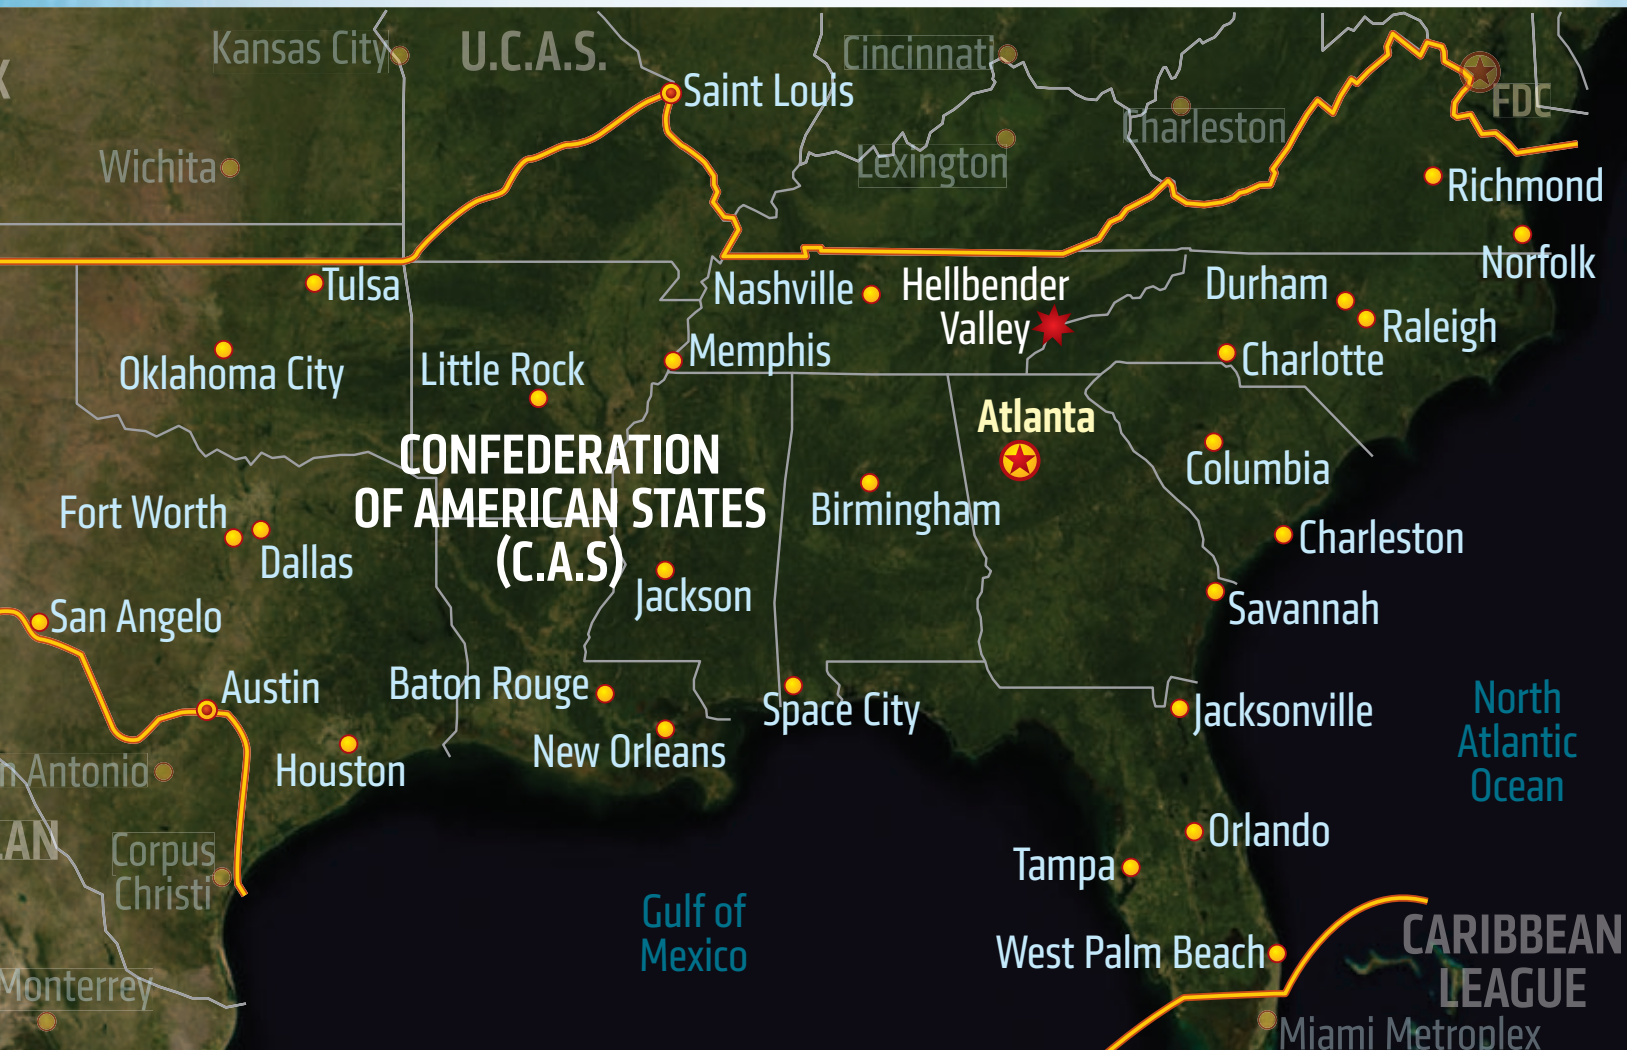 Kansas City
U.C.A.S.
Cincinnati
Saint Louis
FDC
Charleston
Wichita
Lexington
Richmond
Norfolk
Tulsa
Nashville
Hellbender
Valley
Durham
Raleigh
Oklahoma City
Little Rock
Memphis
Charlotte
Atlanta
CONFEDERATION
OF AMERICAN STATES
(C.A.S)
Columbia
Fort Worth
Dallas
Birmingham
Charleston
Jackson
San Angelo
Savannah
Austin
Baton Rouge
Space City
Jacksonville
North
Atlantic
Ocean
New Orleans
Houston
n Antonio
Orlando
LAN
Corpus
Christi
Tampa
Gulf of
Mexico
West Palm Beach
CARIBBEAN
LEAGUE
Monterrey
Miami Metroplex